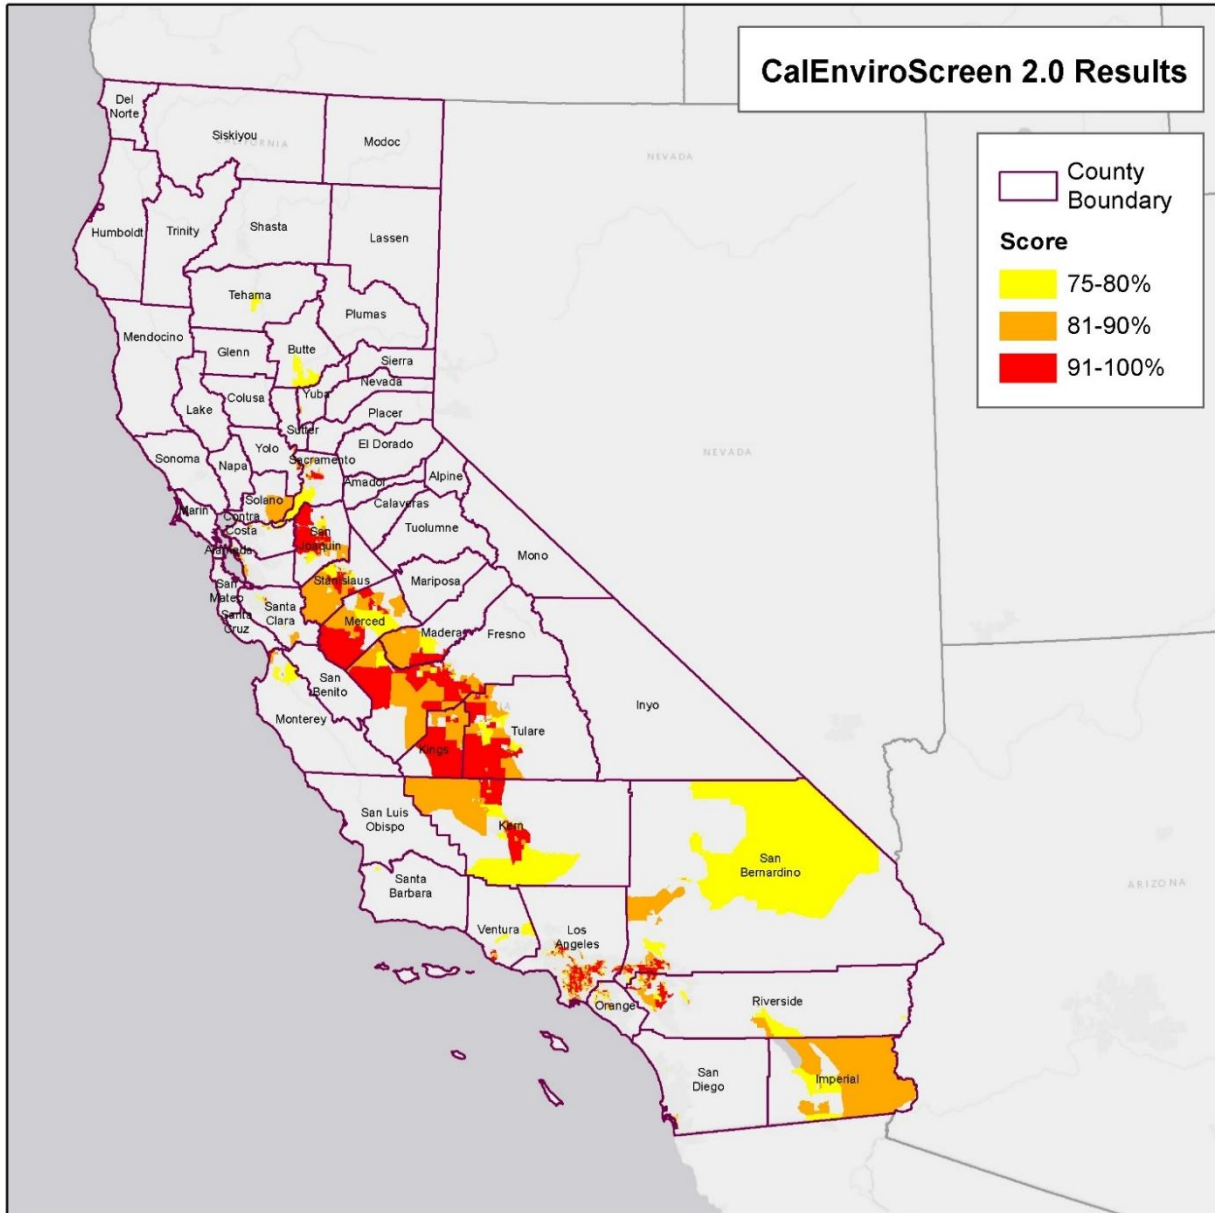 CalEnviroScreen 2.0 Results
County
Boundary
Score
75-80%
81-90%
91-100%
Del
Norte
Siskiyou
CALIFORNIA
Modoc
NEVADA
Humboldt
Trinity
Shasta
Lassen
Tehama
Plumas
Mendocino
Glenn
Butte
Sierra
Nevada
Lake
Colusa
Yuba
Placer
Sutter
El Dorado
Sonoma
Napa
Yolo
Sacramento
NEVADA
Amador
Alpine
Marin
Solano
Calaveras
Contra
Costa
San
Joaquin
Tuolumne
Alameda
Mono
San
Mateo
Stanislaus
Mariposa
Santa
Cruz
Santa
Clara
Merced
Madera
Fresno
San
Benito
Monterey
Inyo
Tulare
Kings
San Luis
Obispo
Kern
San
Bernardino
Santa
Barbara
ARIZONA
Ventura
Los
Angeles
Orange
Riverside
San
Diego
Imperial